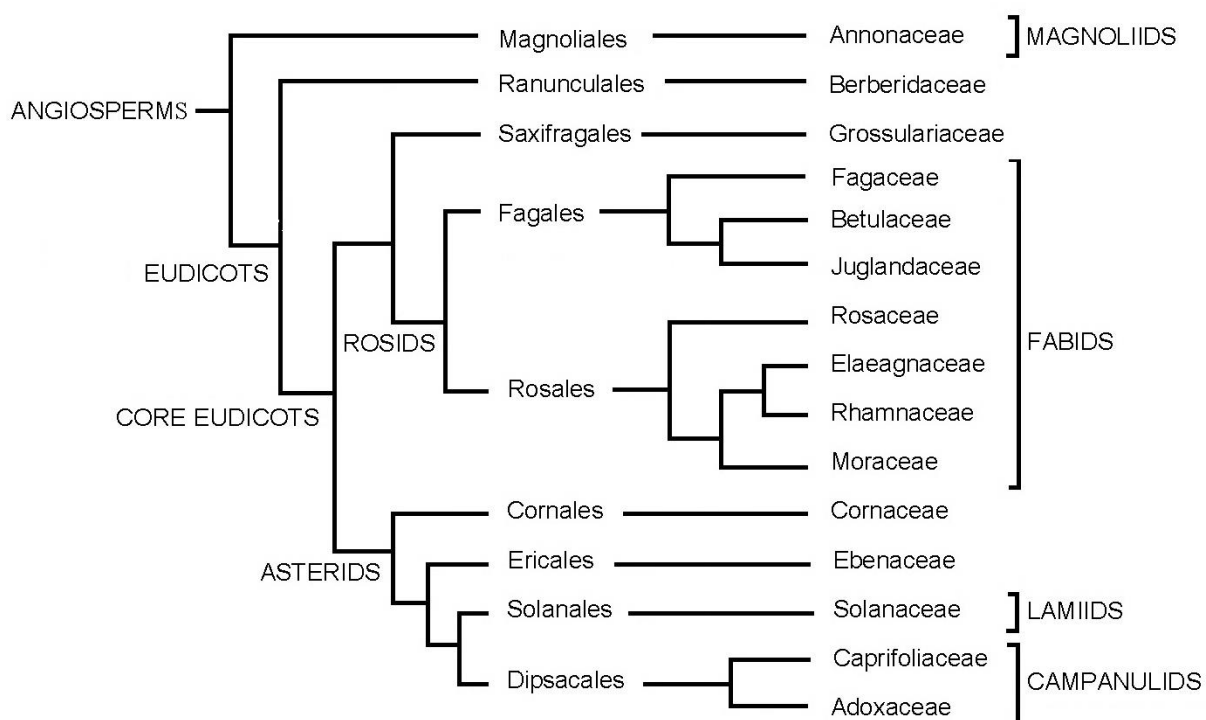 Magnoliales Annonaceae MAGNOLIIDS
Ranunculales Berberidaceae
ANGIOSPERMS
Saxifragales Grossulariaceae
Fagaceae
Fagales Betulaceae
EUDICOTS Juglandaceae
Rosaceae
ROSIDS FABIDS
Elaeagnaceae
Rosales
CORE EUDICOTS Rhamnaceae
Moraceae
Cornales Cornaceae
ASTERIDS Ericales Ebenaceae
Solanales Solanaceae LAMIIDS
Caprifoliaceae
Dipsacales CAMPANULIDS
Adoxaceae